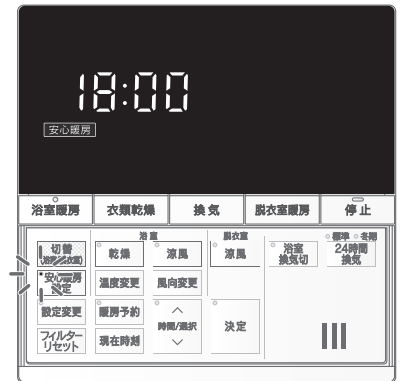 18:00
安心暖房
浴室暖房 衣類乾燥 換気 脱衣室暖房 停止
浴室 脱衣室 標準 冬期
切替 乾燥 涼風 涼風 浴室 24時間
換気切 換気
安心暖房 温度変更 風向変更
設定
設定変更 暖房予約 時間/選択 決定
フィルター 現在時刻
リセット